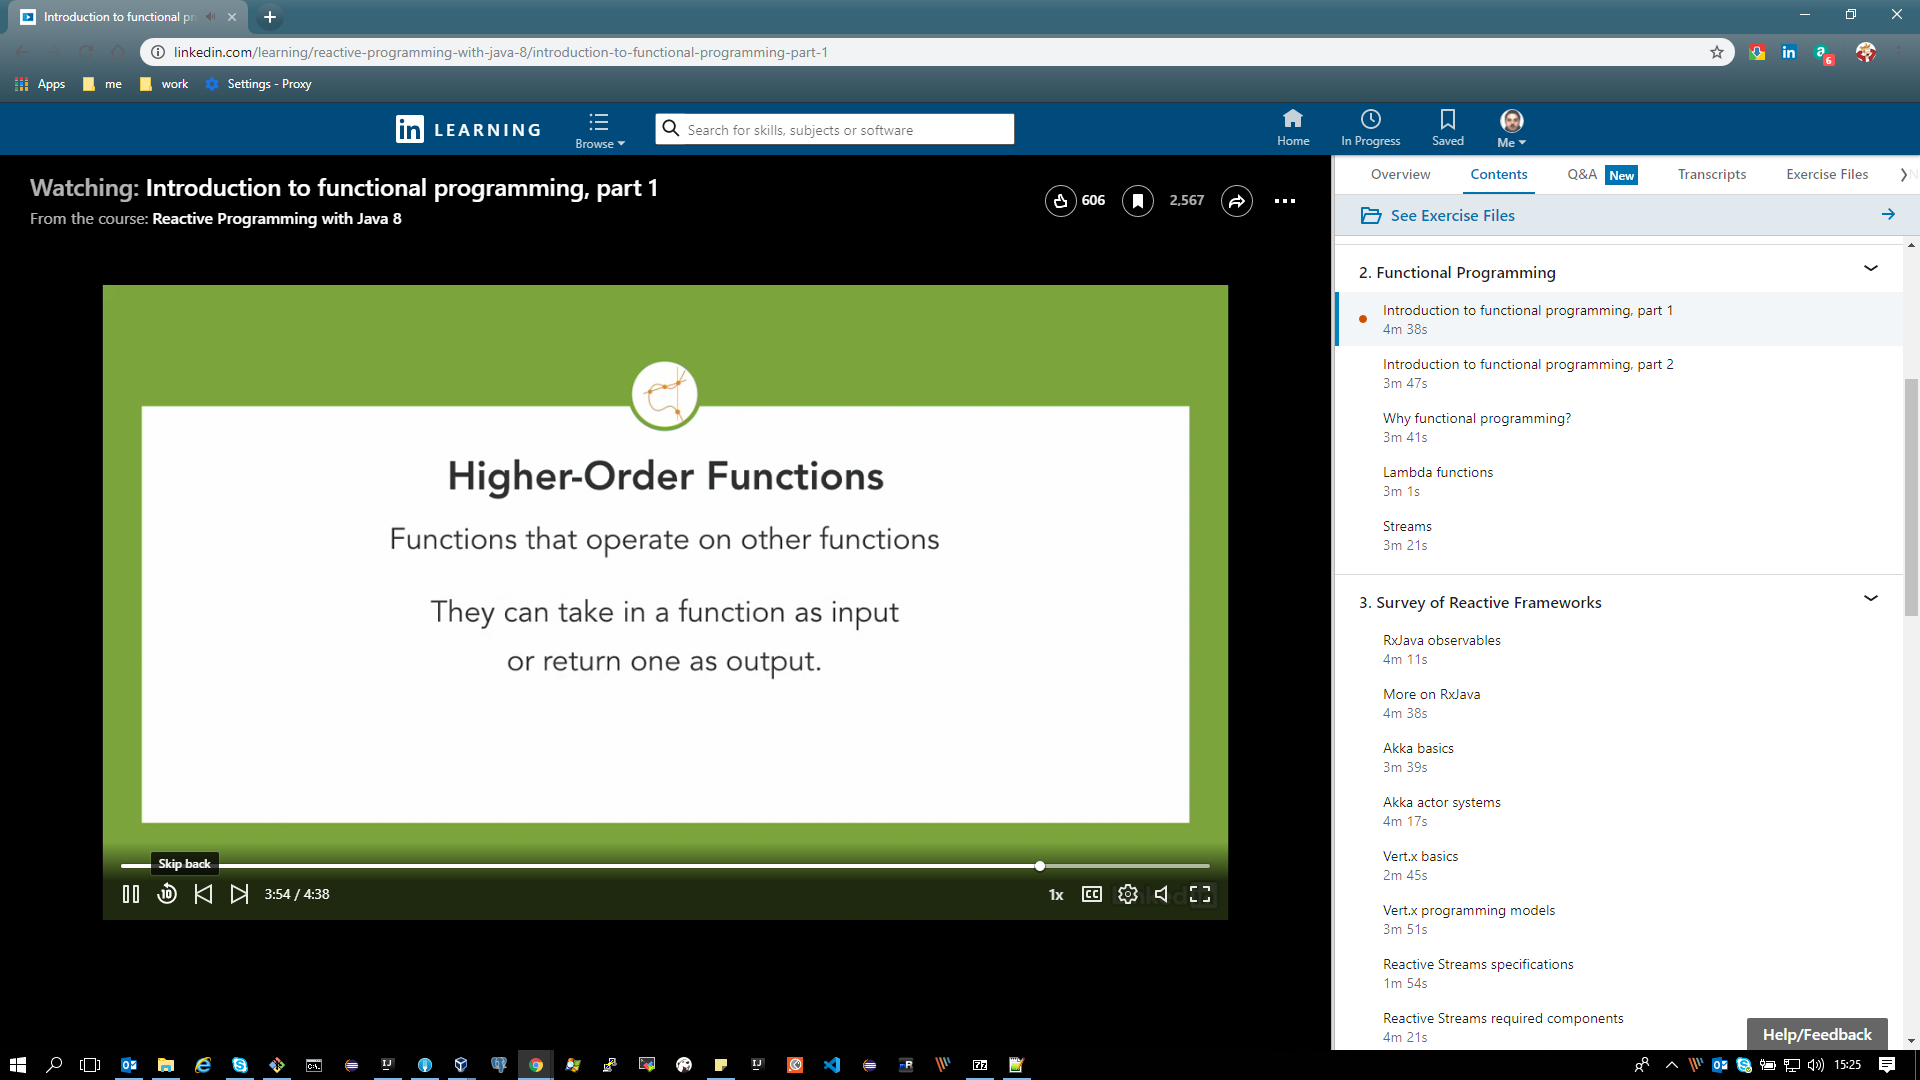 Introduction to functional pr
linkedin.com/learning/reactive-programming-with-java-8/introduction-to-functional-programming-part-1
6
Apps
me
work
Settings - Proxy
in LEARNING
Browse
Search for skills, subjects or software
Home
In Progress
Saved
Me
Watching: Introduction to functional programming, part 1
From the course: Reactive Programming with Java 8
606
2,567
Higher-Order Functions
Functions that operate on other functions
They can take in a function as input
or return one as output.
Skip back
10
3:54 / 4:38
1x
CC
Overview
Contents
Q&A New
Transcripts
Exercise Files
See Exercise Files
2. Functional Programming
Introduction to functional programming, part 1
4m 38s
Introduction to functional programming, part 2
3m 47s
Why functional programming?
3m 41s
Lambda functions
3m 1s
Streams
3m 21s
3. Survey of Reactive Frameworks
RxJava observables
4m 11s
More on RxJava
4m 38s
Akka basics
3m 39s
Akka actor systems
4m 17s
Vert.x basics
2m 45s
Vert.x programming models
3m 51s
Reactive Streams specifications
1m 54s
Reactive Streams required components
4m 21s
Help/Feedback
15:25